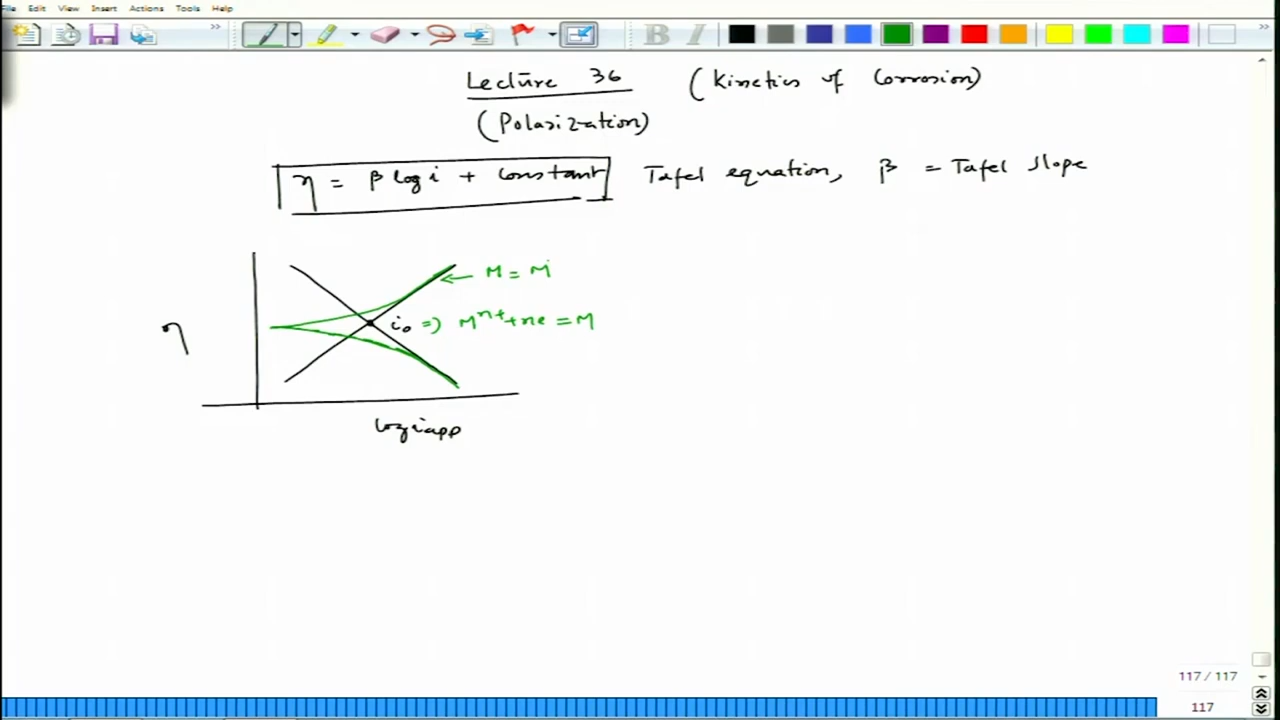 File Edit View Insert Actions Tools Help
Lecture 36 (Kinetics of Corrosion)
(Polarization)
η = β log i + constant Tafel equation, β = Tafel slope
M = M
η
i₀ ⇒ Mⁿ⁺ + ne = M
log iapp
117 / 117
117